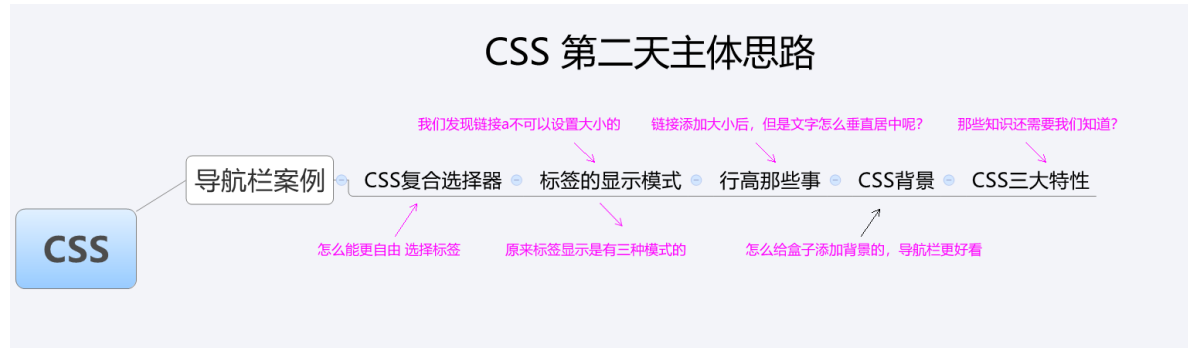 CSS 第二天主体思路
我们发现链接a不可以设置大小的
链接添加大小后，但是文字怎么垂直居中呢？
那些知识还需要我们知道？
导航栏案例
CSS复合选择器
标签的显示模式
行高那些事
CSS背景
CSS三大特性
CSS
怎么能更自由 选择标签
原来标签显示是有三种模式的
怎么给盒子添加背景的，导航栏更好看